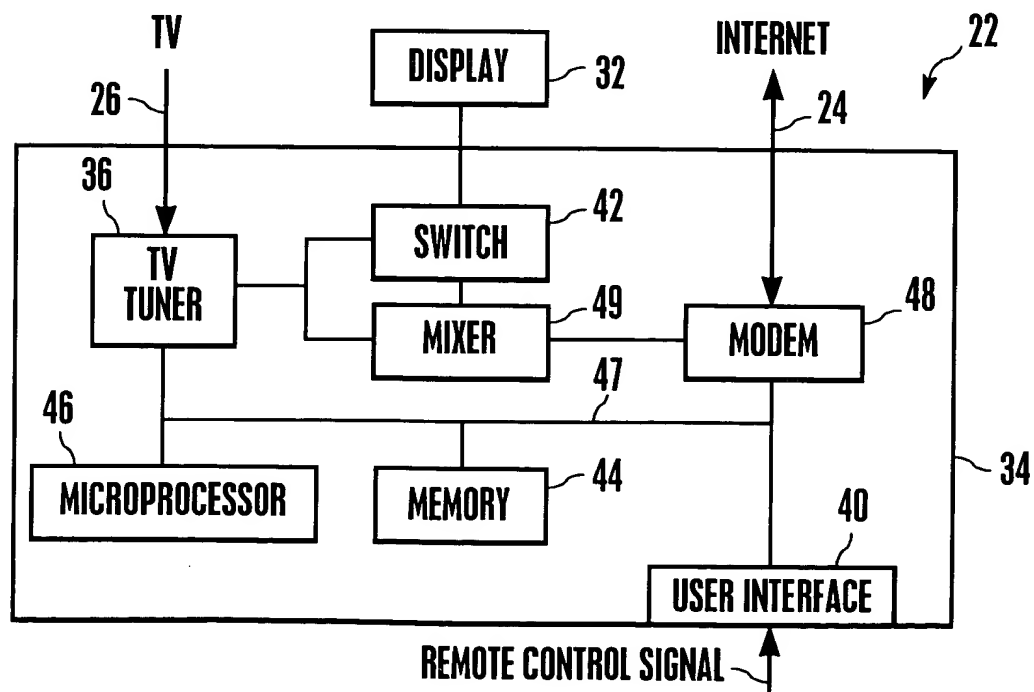 TV
DISPLAY
INTERNET
22
26
32
24
36
42
TV
TUNER
SWITCH
49
48
MIXER
MODEM
46
47
MICROPROCESSOR
MEMORY
44
34
40
USER INTERFACE
REMOTE CONTROL SIGNAL